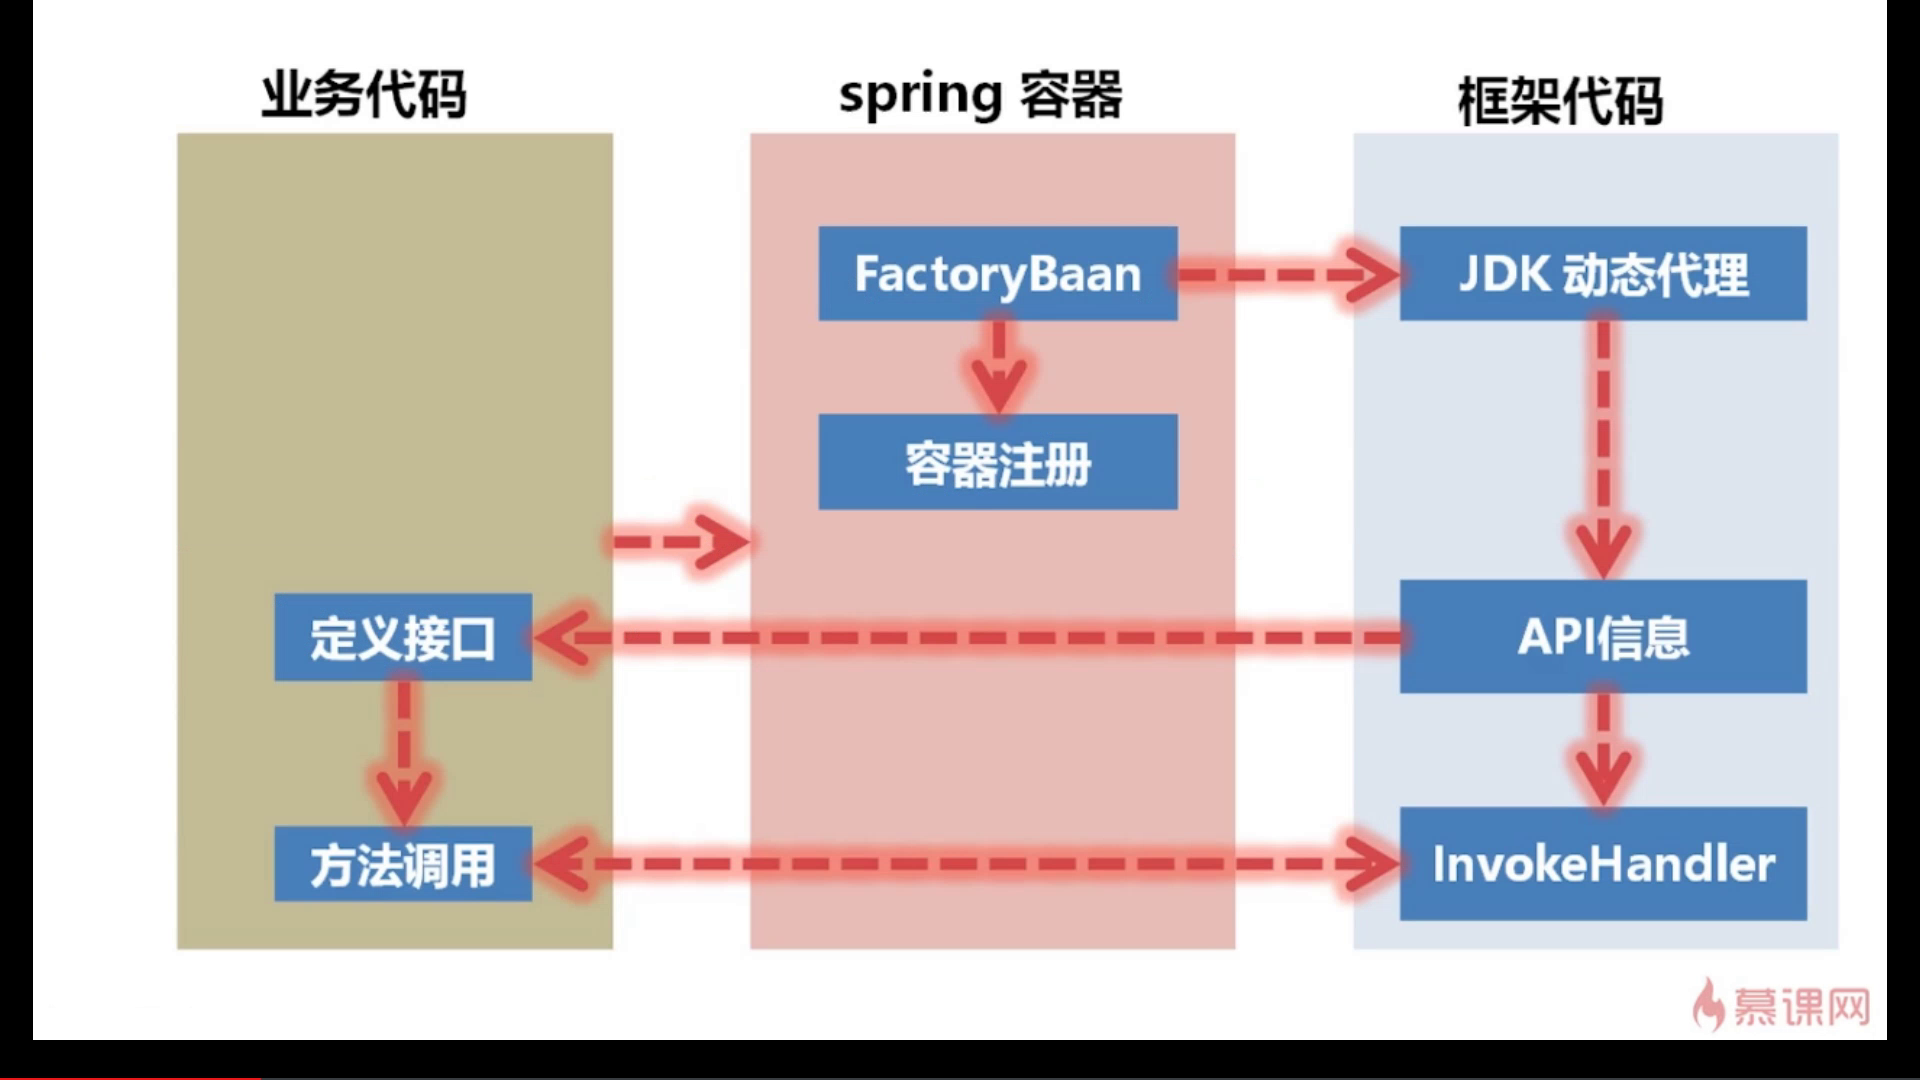 业务代码
spring 容器
框架代码
FactoryBaan
JDK 动态代理
容器注册
定义接口
API信息
方法调用
InvokeHandler
慕课网